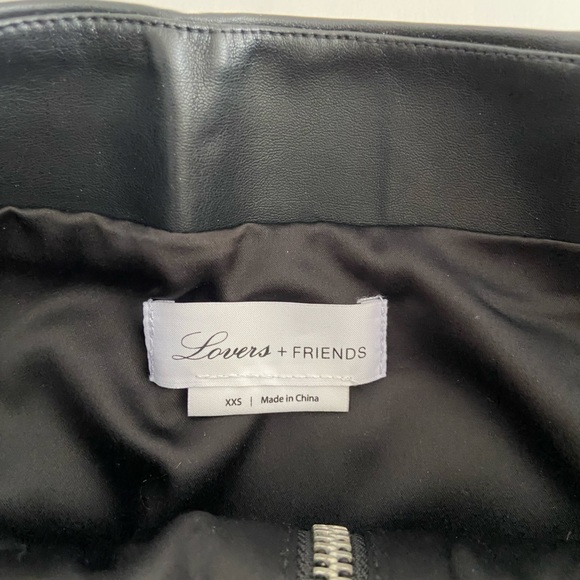 Lovers + FRIENDS
XXS | Made in China